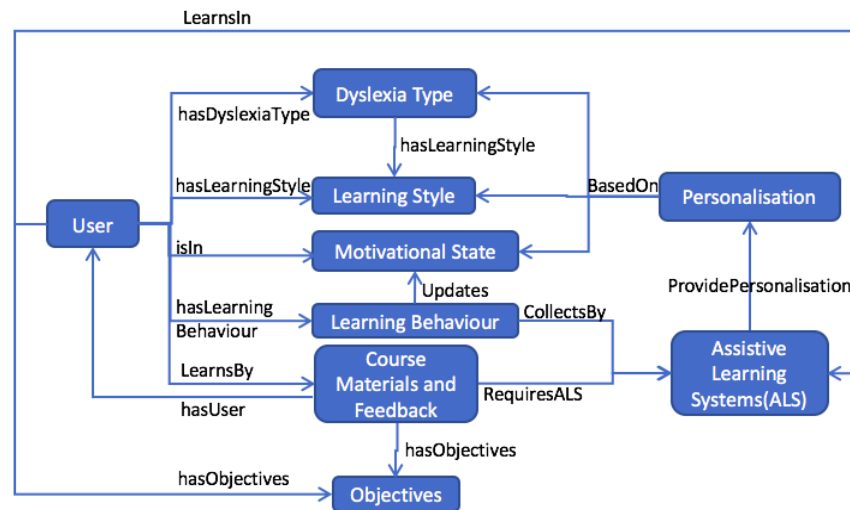 LearnsIn
Dyslexia Type
hasDyslexiaType
hasLearningStyle
hasLearningStyle
Learning Style
BasedOn
Personalisation
User
isIn
Motivational State
Updates
ProvidePersonalisation
hasLearning
Behaviour
Learning Behaviour
CollectsBy
LearnsBy
Course
Materials and
Feedback
RequiresALS
Assistive
Learning
Systems(ALS)
hasUser
hasObjectives
hasObjectives
Objectives